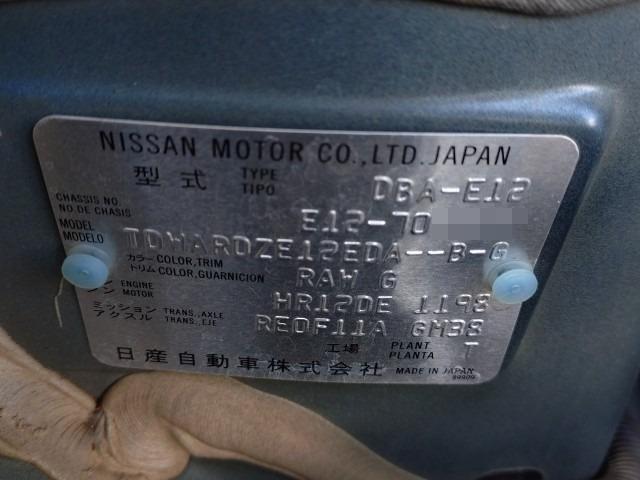 NISSAN MOTOR CO.,LTD.JAPAN
型式 TYPE TIPO DBA-E12
CHASSIS NO. NO.DE CHASIS E12-70
MODEL MODELO TDWARDZE12EDA--B-G
カラー COLOR,TRIM トリム COLOR,GUARNICION RAW G
ENGINE MOTOR HR12DE 1198
ミッション TRANS.,AXLE アクスル TRANS.,EJE RE0F11A GM38
工場 PLANT PLANTA T
日産自動車株式会社 MADE IN JAPAN